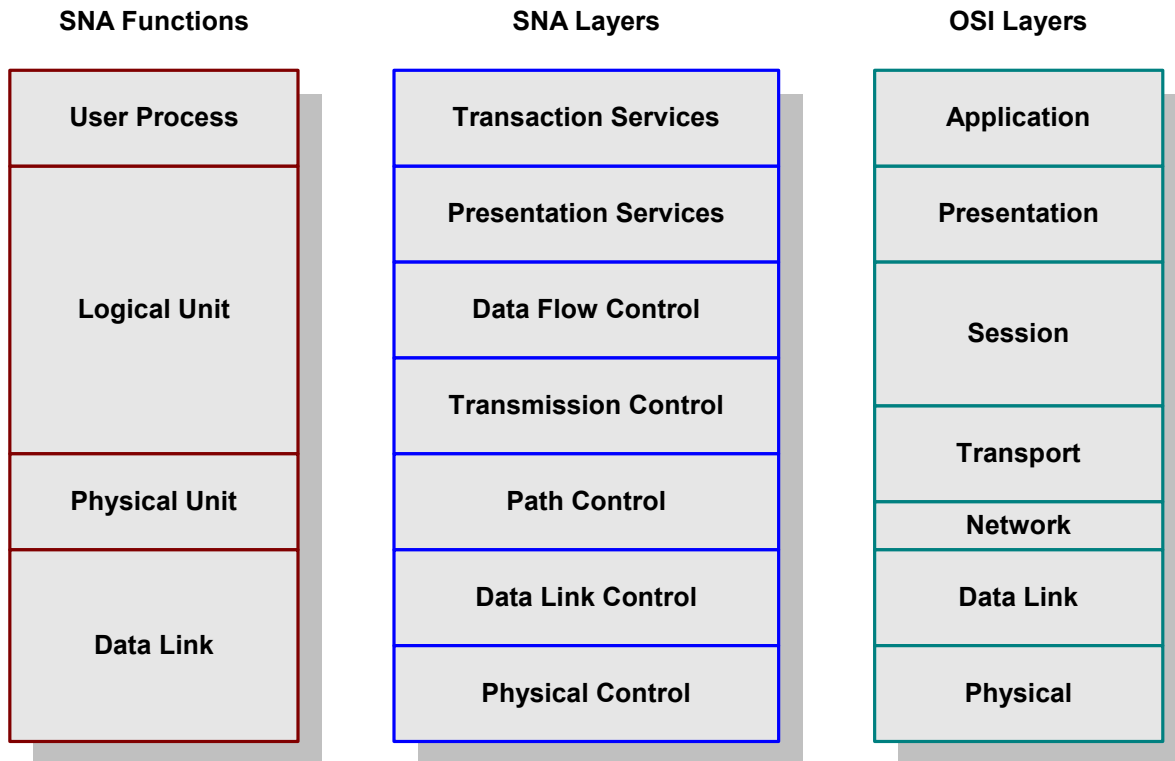 SNA Functions
User Process
Logical Unit
Physical Unit
Data Link
SNA Layers
Transaction Services
Presentation Services
Data Flow Control
Transmission Control
Path Control
Data Link Control
Physical Control
OSI Layers
Application
Presentation
Session
Transport
Network
Data Link
Physical